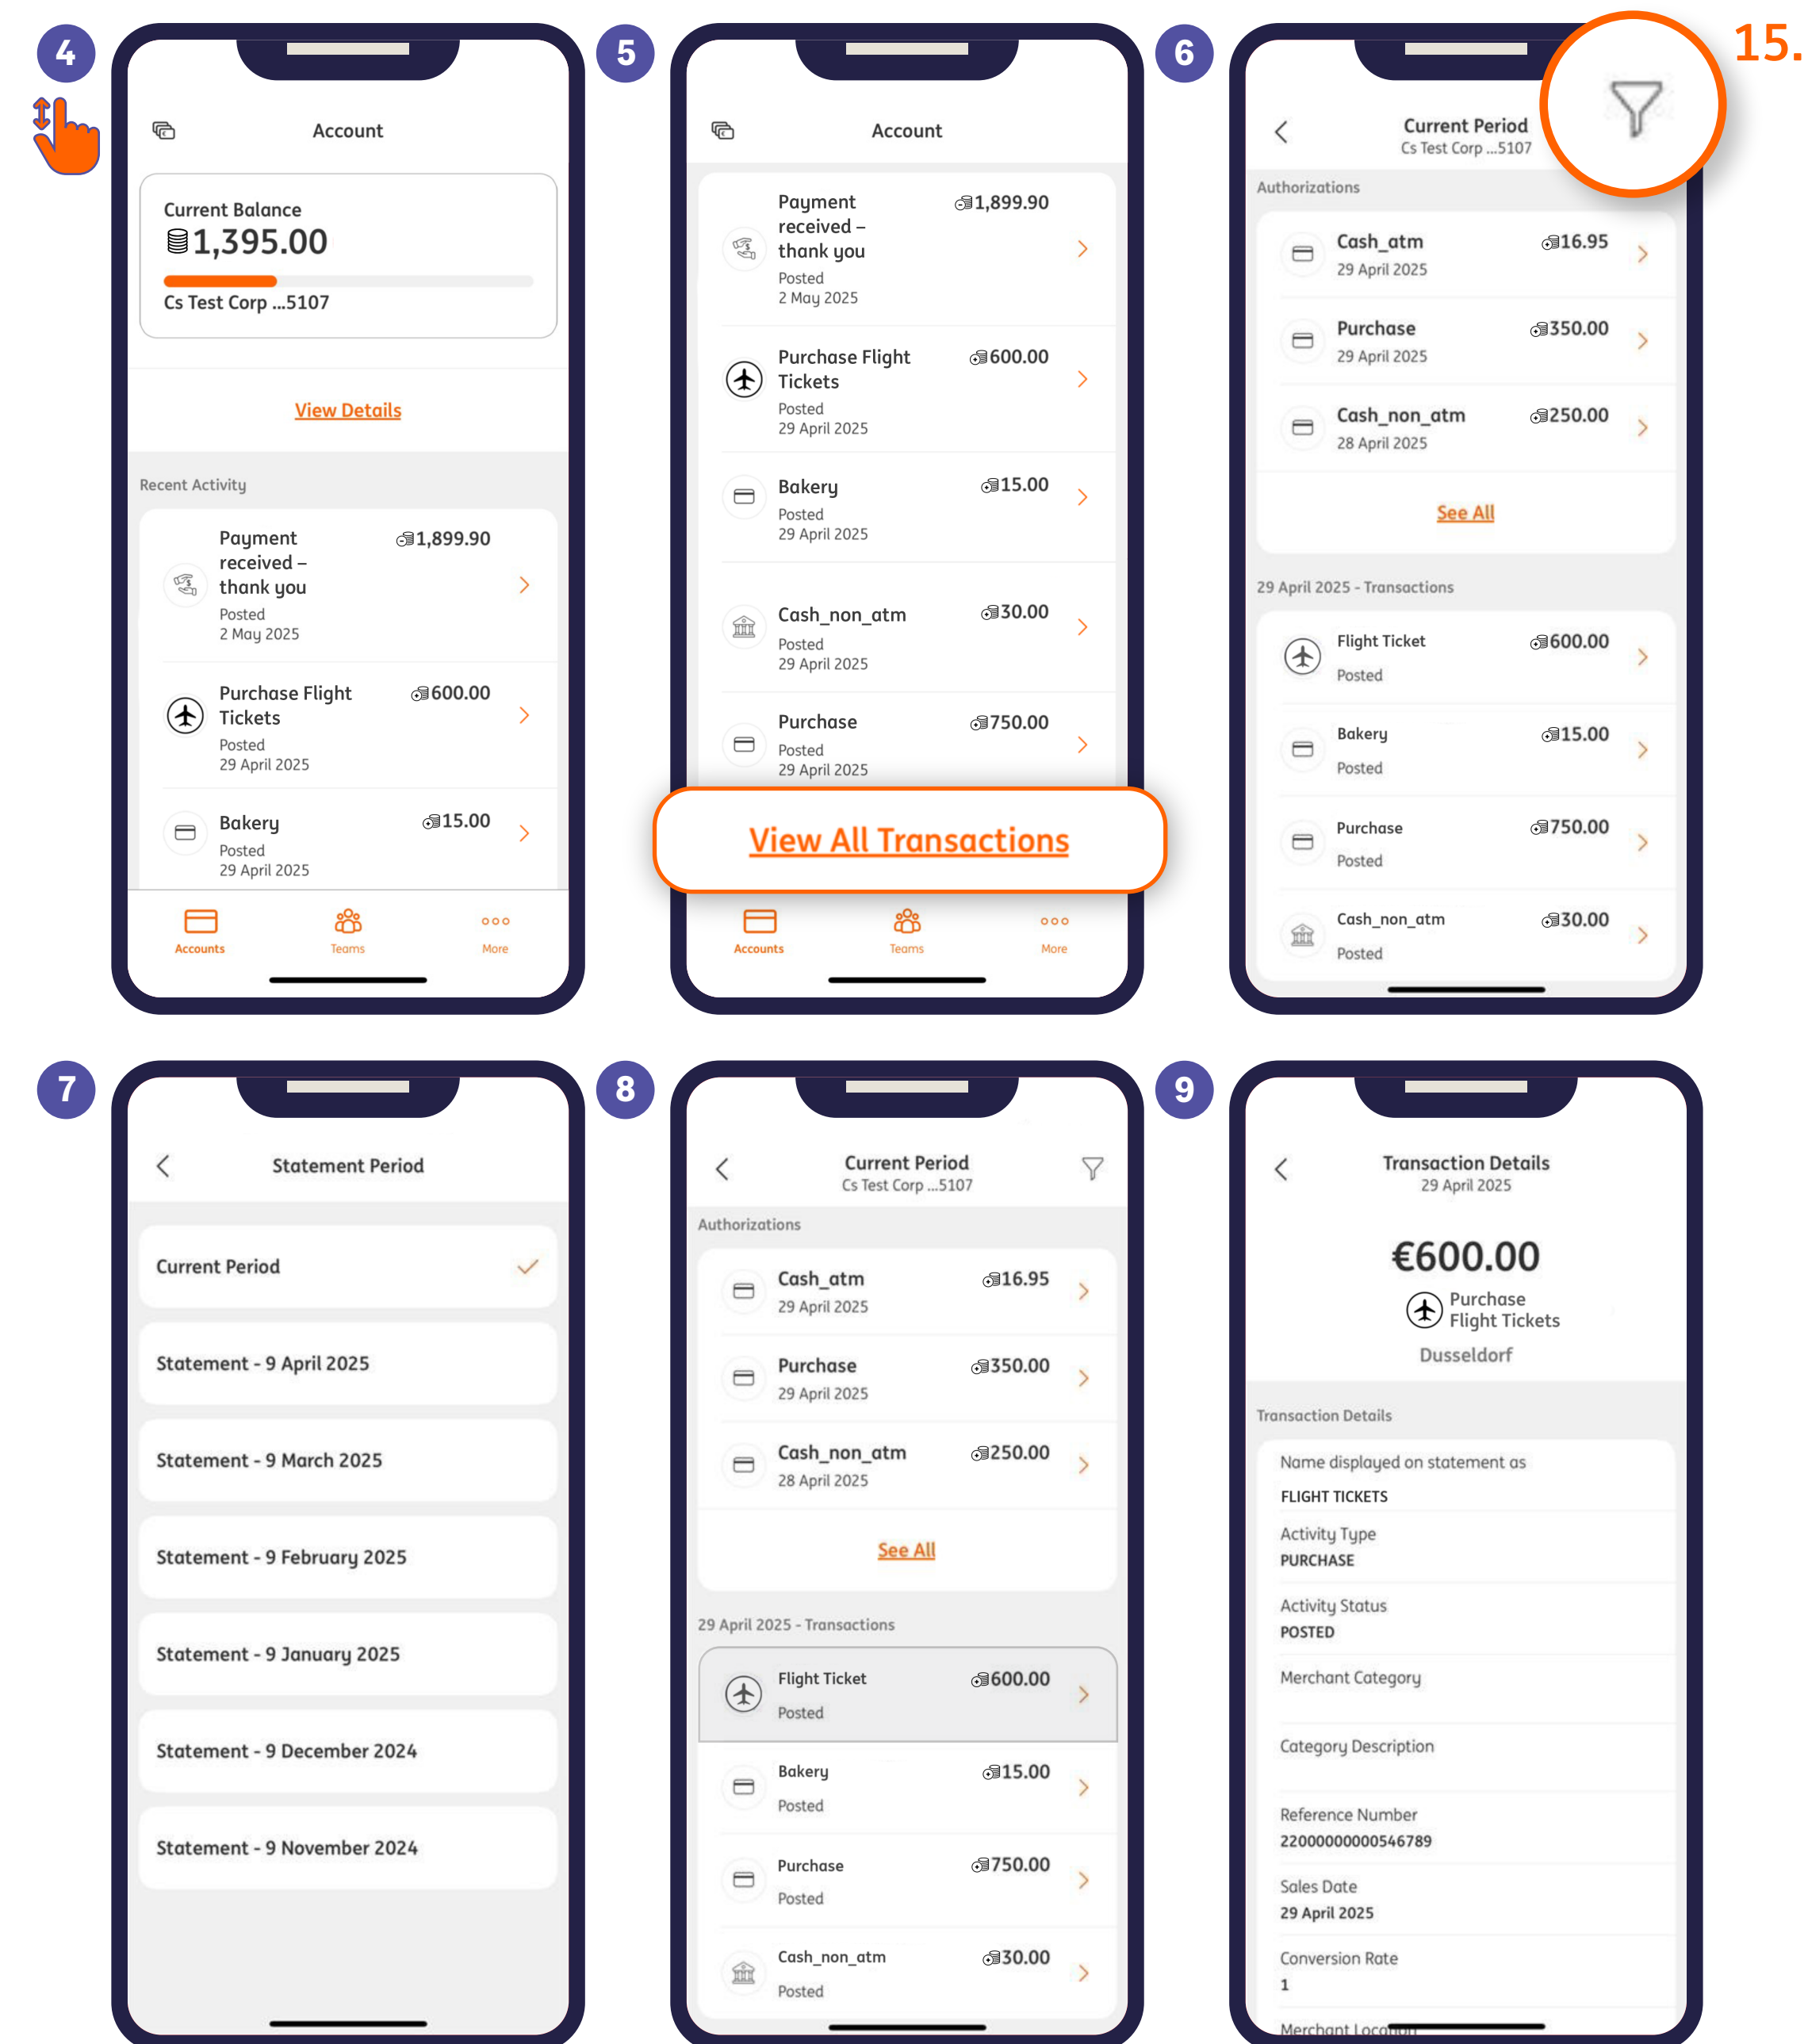 15.
4
Account
Current Balance
1,395.00
Cs Test Corp ...5107
View Details
Recent Activity
Payment 1,899.90
received –
thank you
Posted
2 May 2025
Purchase Flight 600.00
Tickets
Posted
29 April 2025
Bakery 15.00
Posted
29 April 2025
Accounts Teams More
5
Account
Payment 1,899.90
received –
thank you
Posted
2 May 2025
Purchase Flight 600.00
Tickets
Posted
29 April 2025
Bakery 15.00
Posted
29 April 2025
Cash_non_atm 30.00
Posted
29 April 2025
Purchase 750.00
Posted
29 April 2025
View All Transactions
Accounts Teams More
6
Current Period
Cs Test Corp ...5107
Authorizations
Cash_atm 16.95
29 April 2025
Purchase 350.00
29 April 2025
Cash_non_atm 250.00
28 April 2025
See All
29 April 2025 - Transactions
Flight Ticket 600.00
Posted
Bakery 15.00
Posted
Purchase 750.00
Posted
Cash_non_atm 30.00
Posted
7
Statement Period
Current Period
Statement - 9 April 2025
Statement - 9 March 2025
Statement - 9 February 2025
Statement - 9 January 2025
Statement - 9 December 2024
Statement - 9 November 2024
8
Current Period
Cs Test Corp ...5107
Authorizations
Cash_atm 16.95
29 April 2025
Purchase 350.00
29 April 2025
Cash_non_atm 250.00
28 April 2025
See All
29 April 2025 - Transactions
Flight Ticket 600.00
Posted
Bakery 15.00
Posted
Purchase 750.00
Posted
Cash_non_atm 30.00
Posted
9
Transaction Details
29 April 2025
€600.00
Purchase
Flight Tickets
Dusseldorf
Transaction Details
Name displayed on statement as
FLIGHT TICKETS
Activity Type
PURCHASE
Activity Status
POSTED
Merchant Category
Category Description
Reference Number
22000000000546789
Sales Date
29 April 2025
Conversion Rate
1
Merchant Location